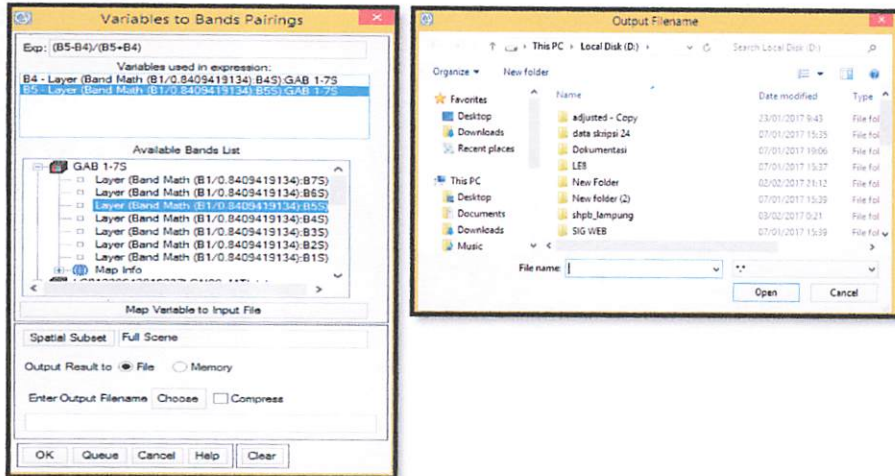 Variables to Bands Pairings
Exp: (B5-B4)/(B5+B4)
Variables used in expression:
B4 - Layer (Band Math (B1/0.8409419134):B4S):GAB 1-7S
B5 - Layer (Band Math (B1/0.8409419134):B5S):GAB 1-7S
Available Bands List
GAB 1-7S
Layer (Band Math (B1/0.8409419134):B7S)
Layer (Band Math (B1/0.8409419134):B6S)
Layer (Band Math (B1/0.8409419134):B5S)
Layer (Band Math (B1/0.8409419134):B4S)
Layer (Band Math (B1/0.8409419134):B3S)
Layer (Band Math (B1/0.8409419134):B2S)
Layer (Band Math (B1/0.8409419134):B1S)
Map Info
Map Variable to Input File
Spatial Subset Full Scene
Output Result to File Memory
Enter Output Filename Choose Compress
OK Queue Cancel Help Clear
Output Filename
This PC › Local Disk (D:) › Search Local Disk (D:)
Organize New folder
Favorites
Desktop
Downloads
Recent places
This PC
Desktop
Documents
Downloads
Music
Name Date modified Type
adjusted - Copy 23/01/2017 9:43 File fol
data skripsi 24 07/01/2017 15:35 File fol
Dokumentasi 07/01/2017 19:06 File fol
LE8 07/01/2017 15:37 File fol
New Folder 02/02/2017 21:12 File fol
New folder (2) 07/01/2017 15:39 File fol
shpb_lampung 03/02/2017 0:21 File fol
SIG WEB 07/01/2017 15:39 File fol
File name: *.*
Open Cancel